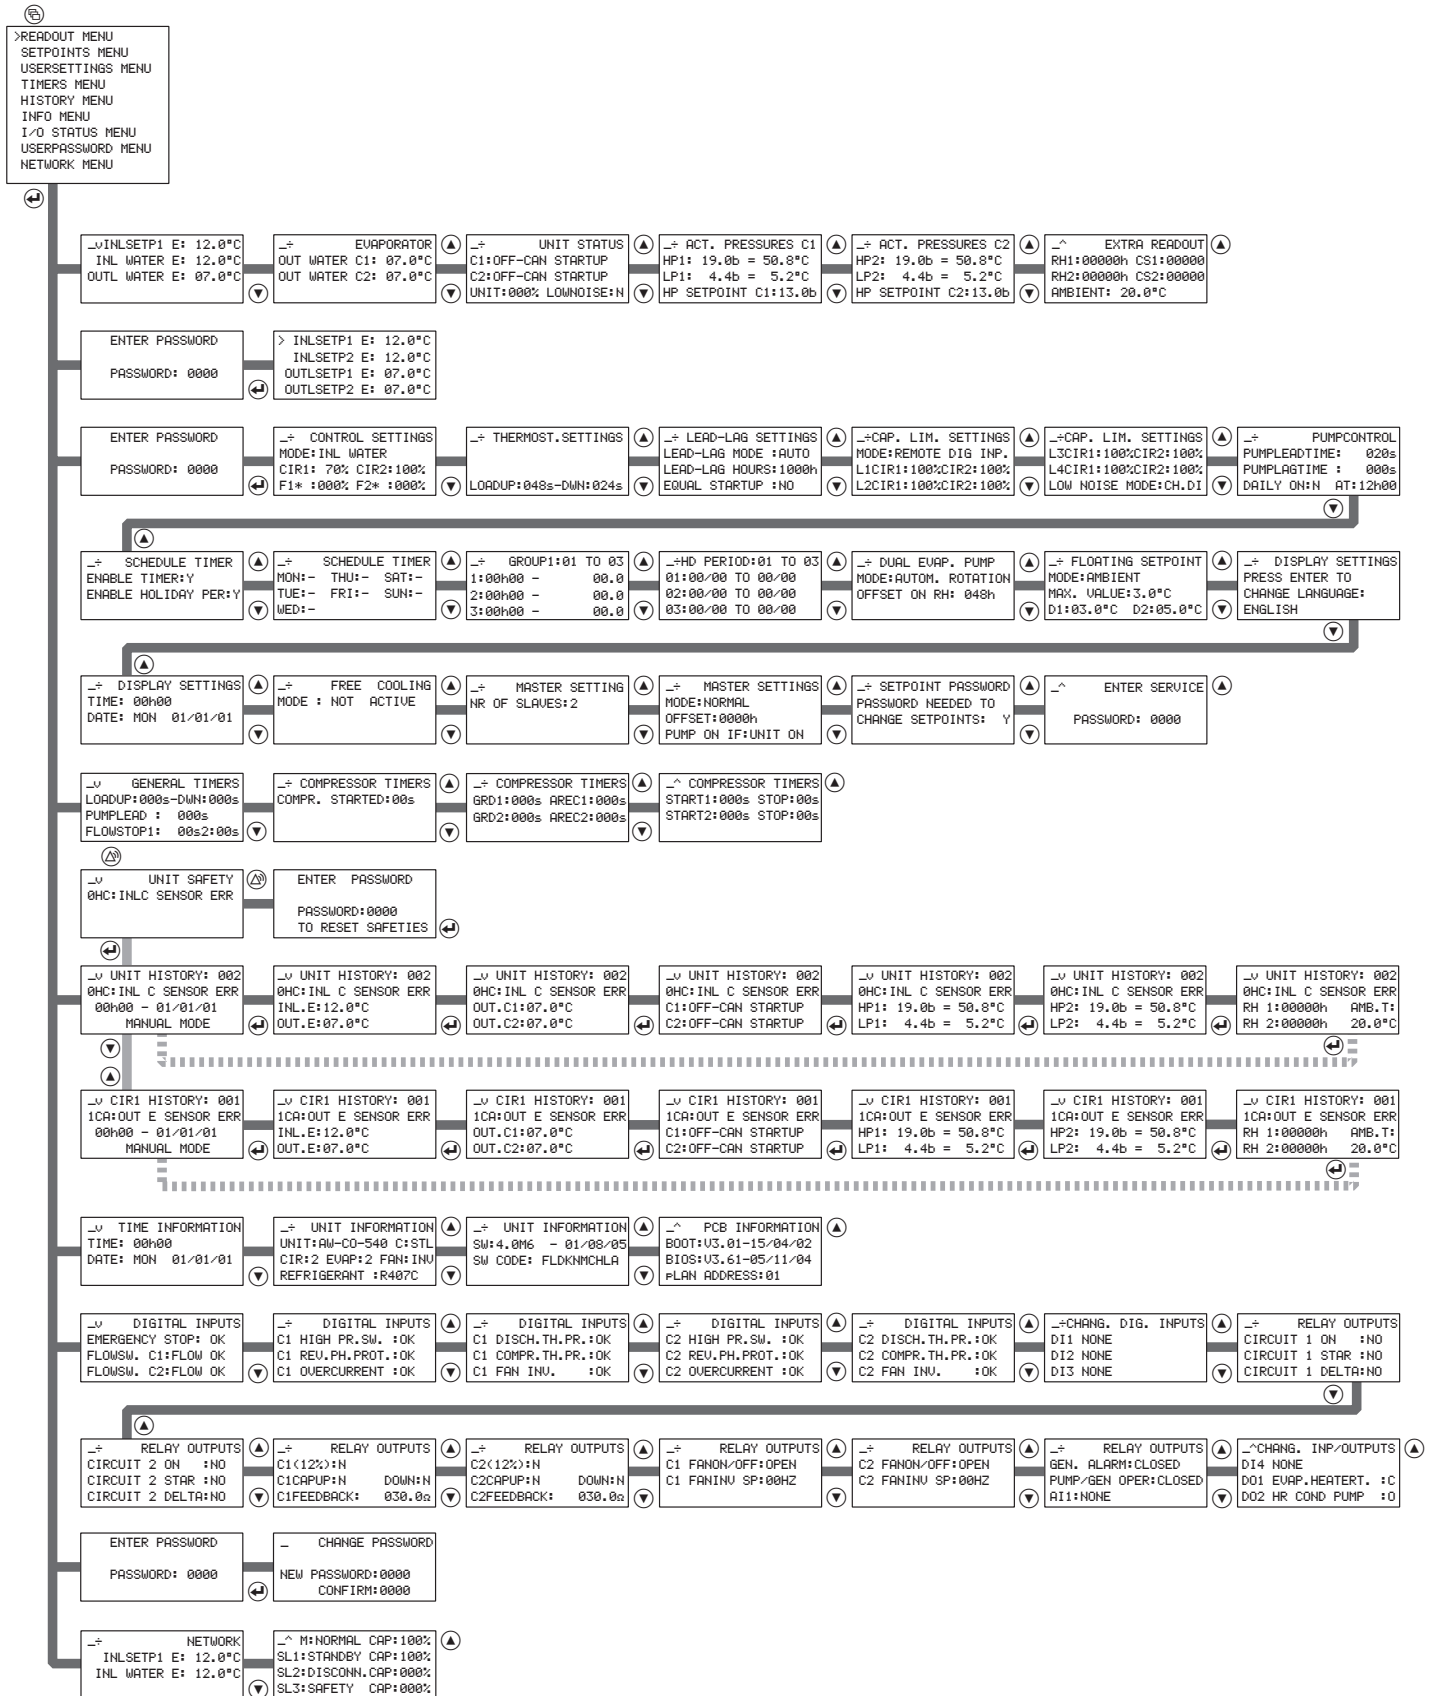 >READOUT MENU
SETPOINTS MENU
USERSETTINGS MENU
TIMERS MENU
HISTORY MENU
INFO MENU
I/O STATUS MENU
USERPASSWORD MENU
NETWORK MENU
_vINLSETP1 E: 12.0°C
INL WATER E: 12.0°C
OUTL WATER E: 07.0°C
_÷ EVAPORATOR
OUT WATER C1: 07.0°C
OUT WATER C2: 07.0°C
_÷ UNIT STATUS
C1:OFF-CAN STARTUP
C2:OFF-CAN STARTUP
UNIT:000% LOWNOISE:N
_÷ ACT. PRESSURES C1
HP1: 19.0b = 50.8°C
LP1: 4.4b = 5.2°C
HP SETPOINT C1:13.0b
_÷ ACT. PRESSURES C2
HP2: 19.0b = 50.8°C
LP2: 4.4b = 5.2°C
HP SETPOINT C2:13.0b
_^ EXTRA READOUT
RH1:00000h CS1:00000
RH2:00000h CS2:00000
AMBIENT: 20.0°C
ENTER PASSWORD
PASSWORD: 0000
> INLSETP1 E: 12.0°C
INLSETP2 E: 12.0°C
OUTLSETP1 E: 07.0°C
OUTLSETP2 E: 07.0°C
ENTER PASSWORD
PASSWORD: 0000
_÷ CONTROL SETTINGS
MODE:INL WATER
CIR1: 70% CIR2:100%
F1* :000% F2* :000%
_÷ THERMOST.SETTINGS
LOADUP:048s-DWN:024s
_÷ LEAD-LAG SETTINGS
LEAD-LAG MODE :AUTO
LEAD-LAG HOURS:1000h
EQUAL STARTUP :NO
_÷CAP. LIM. SETTINGS
MODE:REMOTE DIG INP.
L1CIR1:100%CIR2:100%
L2CIR1:100%CIR2:100%
_÷CAP. LIM. SETTINGS
L3CIR1:100%CIR2:100%
L4CIR1:100%CIR2:100%
LOW NOISE MODE:CH.DI
_÷ PUMPCONTROL
PUMPLEADTIME: 020s
PUMPLAGTIME : 000s
DAILY ON:N AT:12h00
_÷ SCHEDULE TIMER
ENABLE TIMER:Y
ENABLE HOLIDAY PER:Y
_÷ SCHEDULE TIMER
MON:- THU:- SAT:-
TUE:- FRI:- SUN:-
WED:-
_÷ GROUP1:01 TO 03
1:00h00 - 00.0
2:00h00 - 00.0
3:00h00 - 00.0
_÷HD PERIOD:01 TO 03
01:00/00 TO 00/00
02:00/00 TO 00/00
03:00/00 TO 00/00
_÷ DUAL EVAP. PUMP
MODE:AUTOM. ROTATION
OFFSET ON RH: 048h
_÷ FLOATING SETPOINT
MODE:AMBIENT
MAX. VALUE:3.0°C
D1:03.0°C D2:05.0°C
_÷ DISPLAY SETTINGS
PRESS ENTER TO
CHANGE LANGUAGE:
ENGLISH
_÷ DISPLAY SETTINGS
TIME: 00h00
DATE: MON 01/01/01
_÷ FREE COOLING
MODE : NOT ACTIVE
_÷ MASTER SETTING
NR OF SLAVES:2
_÷ MASTER SETTINGS
MODE:NORMAL
OFFSET:0000h
PUMP ON IF:UNIT ON
_÷ SETPOINT PASSWORD
PASSWORD NEEDED TO
CHANGE SETPOINTS: Y
_^ ENTER SERVICE
PASSWORD: 0000
_v GENERAL TIMERS
LOADUP:000s-DWN:000s
PUMPLEAD : 000s
FLOWSTOP1: 00s2:00s
_÷ COMPRESSOR TIMERS
COMPR. STARTED:00s
_÷ COMPRESSOR TIMERS
GRD1:000s AREC1:000s
GRD2:000s AREC2:000s
_^ COMPRESSOR TIMERS
START1:000s STOP:00s
START2:000s STOP:00s
_v UNIT SAFETY
0HC:INLC SENSOR ERR
ENTER PASSWORD
PASSWORD:0000
TO RESET SAFETIES
_v UNIT HISTORY: 002
0HC:INL C SENSOR ERR
00h00 - 01/01/01
MANUAL MODE
_v UNIT HISTORY: 002
0HC:INL C SENSOR ERR
INL.E:12.0°C
OUT.E:07.0°C
_v UNIT HISTORY: 002
0HC:INL C SENSOR ERR
OUT.C1:07.0°C
OUT.C2:07.0°C
_v UNIT HISTORY: 002
0HC:INL C SENSOR ERR
C1:OFF-CAN STARTUP
C2:OFF-CAN STARTUP
_v UNIT HISTORY: 002
0HC:INL C SENSOR ERR
HP1: 19.0b = 50.8°C
LP1: 4.4b = 5.2°C
_v UNIT HISTORY: 002
0HC:INL C SENSOR ERR
HP2: 19.0b = 50.8°C
LP2: 4.4b = 5.2°C
_v UNIT HISTORY: 002
0HC:INL C SENSOR ERR
RH 1:00000h AMB.T:
RH 2:00000h 20.0°C
_v CIR1 HISTORY: 001
1CA:OUT E SENSOR ERR
00h00 - 01/01/01
MANUAL MODE
_v CIR1 HISTORY: 001
1CA:OUT E SENSOR ERR
INL.E:12.0°C
OUT.E:07.0°C
_v CIR1 HISTORY: 001
1CA:OUT E SENSOR ERR
OUT.C1:07.0°C
OUT.C2:07.0°C
_v CIR1 HISTORY: 001
1CA:OUT E SENSOR ERR
C1:OFF-CAN STARTUP
C2:OFF-CAN STARTUP
_v CIR1 HISTORY: 001
1CA:OUT E SENSOR ERR
HP1: 19.0b = 50.8°C
LP1: 4.4b = 5.2°C
_v CIR1 HISTORY: 001
1CA:OUT E SENSOR ERR
HP2: 19.0b = 50.8°C
LP2: 4.4b = 5.2°C
_v CIR1 HISTORY: 001
1CA:OUT E SENSOR ERR
RH 1:00000h AMB.T:
RH 2:00000h 20.0°C
_v TIME INFORMATION
TIME: 00h00
DATE: MON 01/01/01
_÷ UNIT INFORMATION
UNIT:AW-CO-540 C:STL
CIR:2 EVAP:2 FAN:INV
REFRIGERANT :R407C
_÷ UNIT INFORMATION
SW:4.0M6 - 01/08/05
SW CODE: FLDKNMCHLA
_^ PCB INFORMATION
BOOT:V3.01-15/04/02
BIOS:V3.61-05/11/04
pLAN ADDRESS:01
_v DIGITAL INPUTS
EMERGENCY STOP: OK
FLOWSW. C1:FLOW OK
FLOWSW. C2:FLOW OK
_÷ DIGITAL INPUTS
C1 HIGH PR.SW. :OK
C1 REV.PH.PROT.:OK
C1 OVERCURRENT :OK
_÷ DIGITAL INPUTS
C1 DISCH.TH.PR.:OK
C1 COMPR.TH.PR.:OK
C1 FAN INV. :OK
_÷ DIGITAL INPUTS
C2 HIGH PR.SW. :OK
C2 REV.PH.PROT.:OK
C2 OVERCURRENT :OK
_÷ DIGITAL INPUTS
C2 DISCH.TH.PR.:OK
C2 COMPR.TH.PR.:OK
C2 FAN INV. :OK
_÷CHANG. DIG. INPUTS
DI1 NONE
DI2 NONE
DI3 NONE
_÷ RELAY OUTPUTS
CIRCUIT 1 ON :NO
CIRCUIT 1 STAR :NO
CIRCUIT 1 DELTA:NO
_÷ RELAY OUTPUTS
CIRCUIT 2 ON :NO
CIRCUIT 2 STAR :NO
CIRCUIT 2 DELTA:NO
_÷ RELAY OUTPUTS
C1(12%):N
C1CAPUP:N DOWN:N
C1FEEDBACK: 030.0Ω
_÷ RELAY OUTPUTS
C2(12%):N
C2CAPUP:N DOWN:N
C2FEEDBACK: 030.0Ω
_÷ RELAY OUTPUTS
C1 FANON/OFF:OPEN
C1 FANINV SP:00HZ
_÷ RELAY OUTPUTS
C2 FANON/OFF:OPEN
C2 FANINV SP:00HZ
_÷ RELAY OUTPUTS
GEN. ALARM:CLOSED
PUMP/GEN OPER:CLOSED
AI1:NONE
_^CHANG. INP/OUTPUTS
DI4 NONE
DO1 EVAP.HEATERT. :C
DO2 HR COND PUMP :O
ENTER PASSWORD
PASSWORD: 0000
_ CHANGE PASSWORD
NEW PASSWORD:0000
CONFIRM:0000
_÷ NETWORK
INLSETP1 E: 12.0°C
INL WATER E: 12.0°C
_^ M:NORMAL CAP:100%
SL1:STANDBY CAP:100%
SL2:DISCONN.CAP:000%
SL3:SAFETY CAP:000%